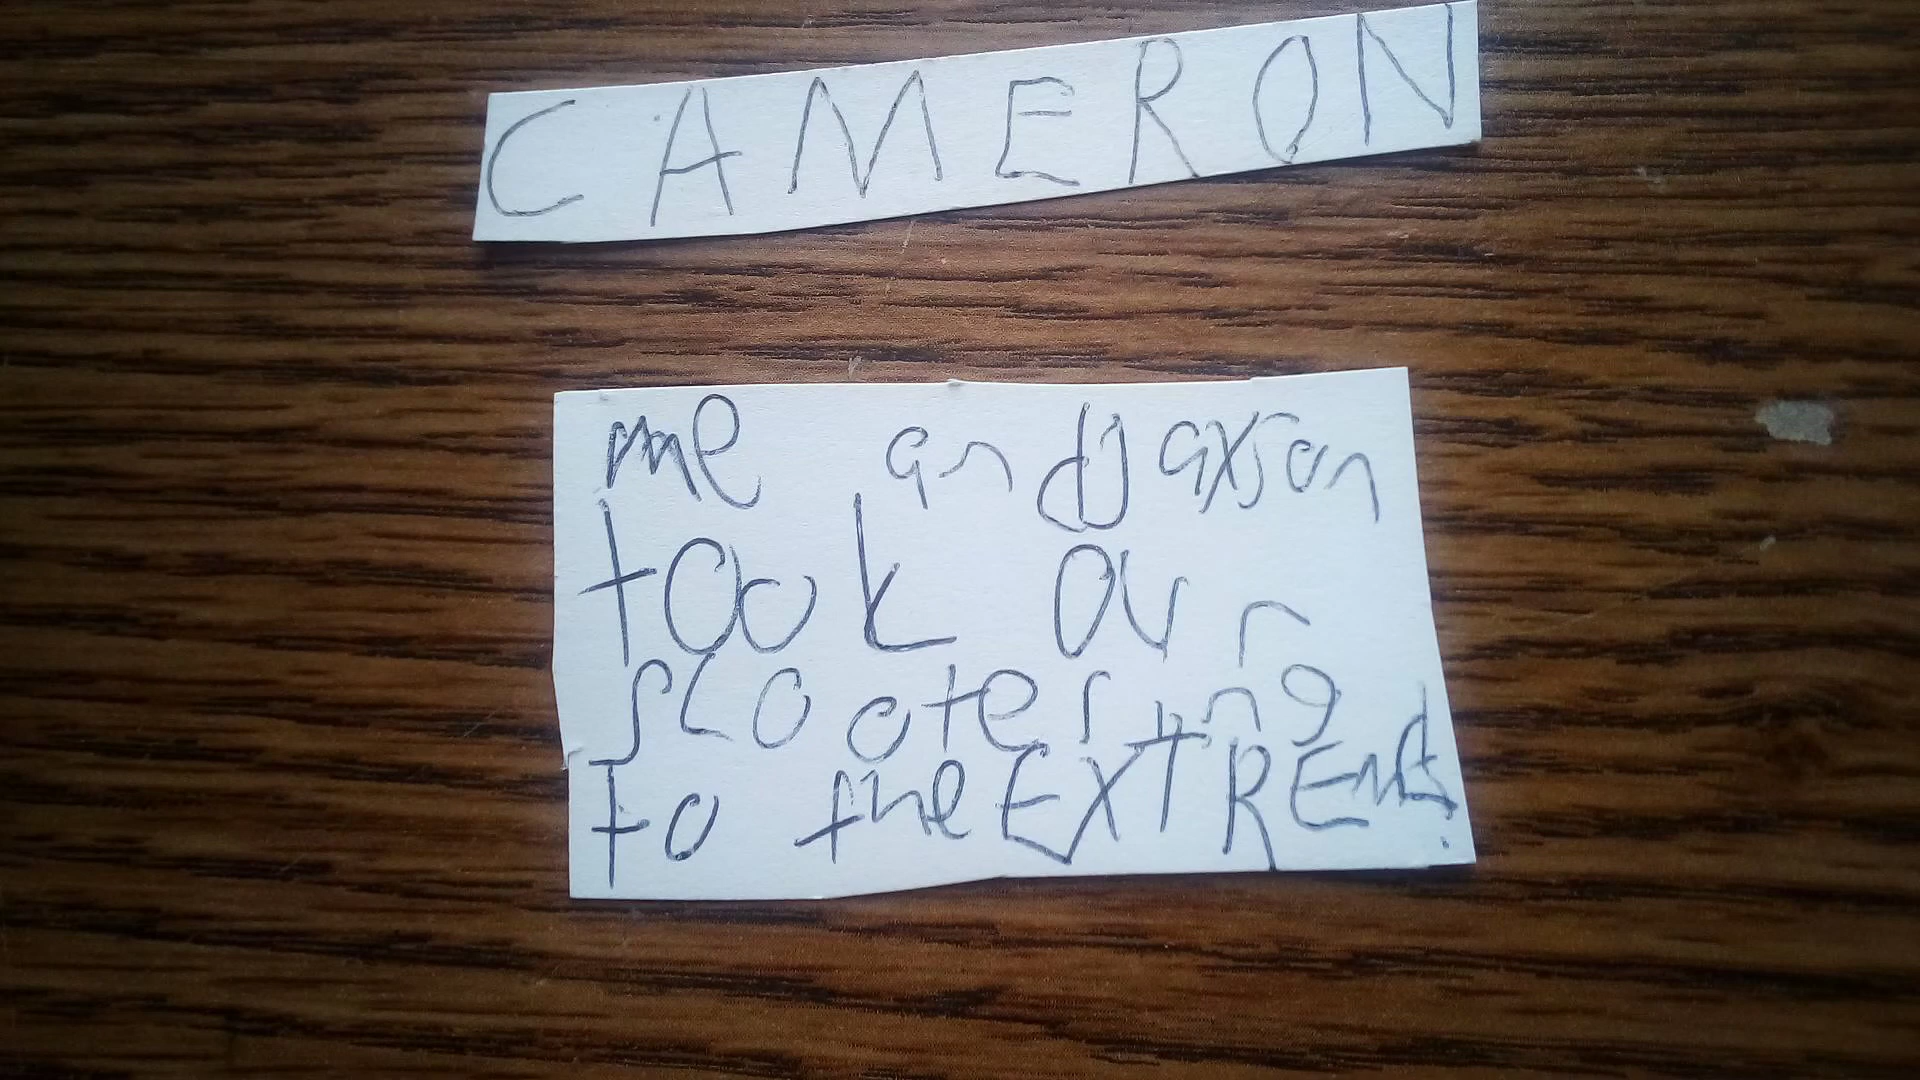 CAMERON
me and Jaxson
took our
scootering
to the EXTREME!